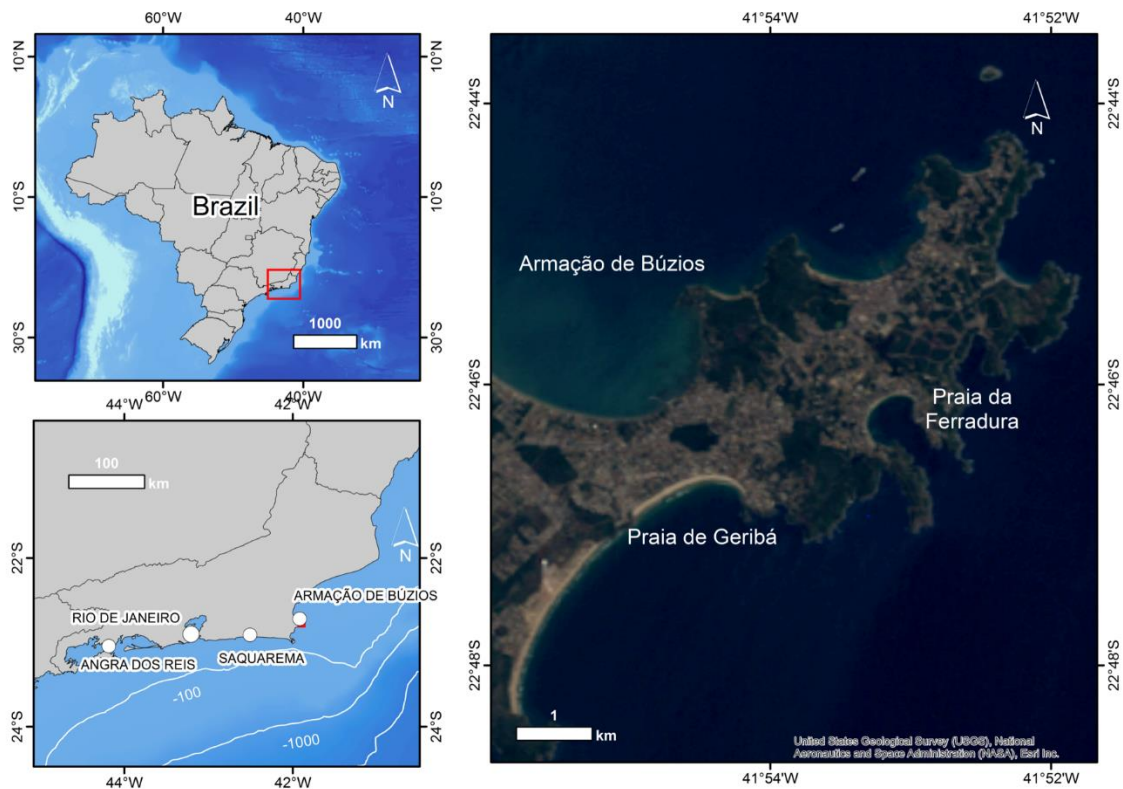 60°W 40°W
10°N
N
Brazil
10°S
1000
km
30°S
60°W 40°W
44°W 42°W
100
km
N
22°S
ARMAÇÃO DE BÚZIOS
RIO DE JANEIRO
ANGRA DOS REIS
SAQUAREMA
-100
-1000
24°S
44°W 42°W
41°54'W 41°52'W
22°44'S
22°44'S
N
Armação de Búzios
22°46'S
22°46'S
Praia da
Ferradura
Praia de Geribá
22°48'S
22°48'S
1
km
United States Geological Survey (USGS), National
Aeronautics and Space Administration (NASA), Esri Inc.
41°54'W 41°52'W
10°N
10°S
30°S
22°S
24°S